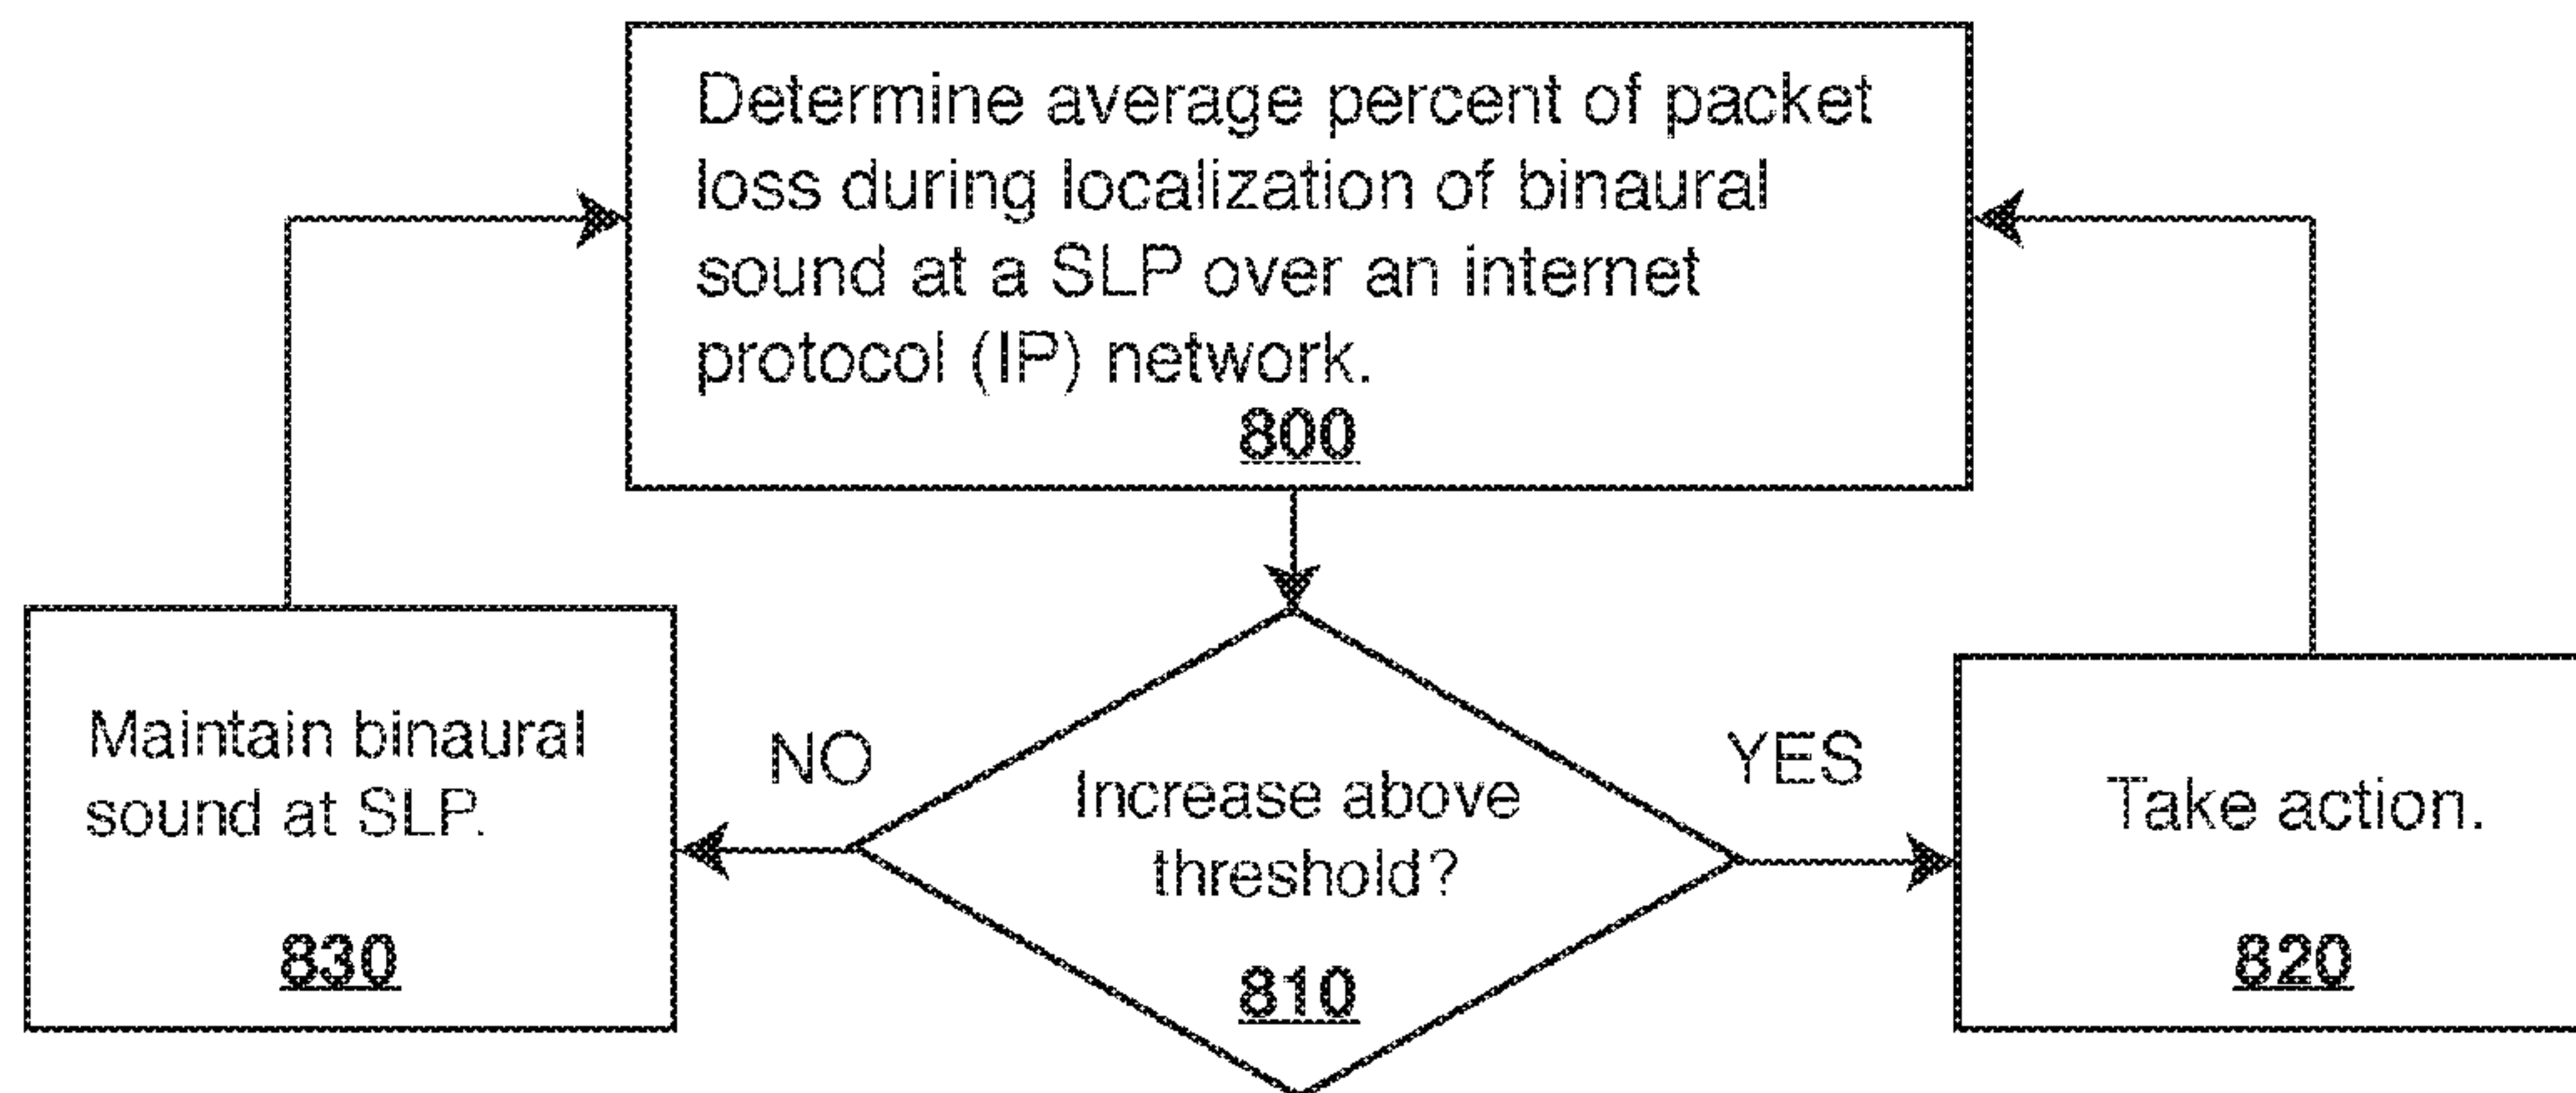 Determine average percent of packet
loss during localization of binaural
sound at a SLP over an internet
protocol (IP) network.
800
Maintain binaural
sound at SLP.
830
NO
Increase above
threshold?
810
YES
Take action.
820